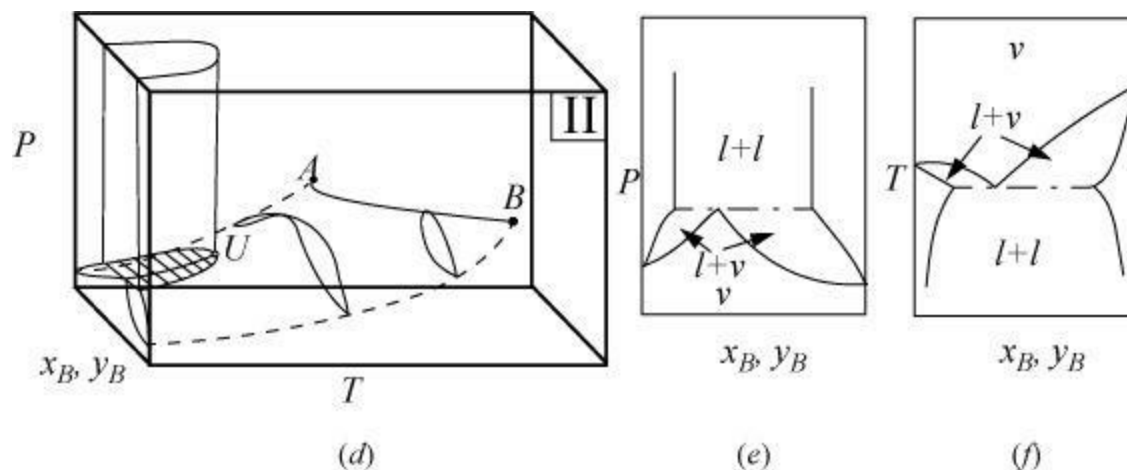 P
II
A
B
U
x_B, y_B
T
(d)
P
l+l
l+v
v
x_B, y_B
(e)
T
v
l+v
l+l
x_B, y_B
(f)